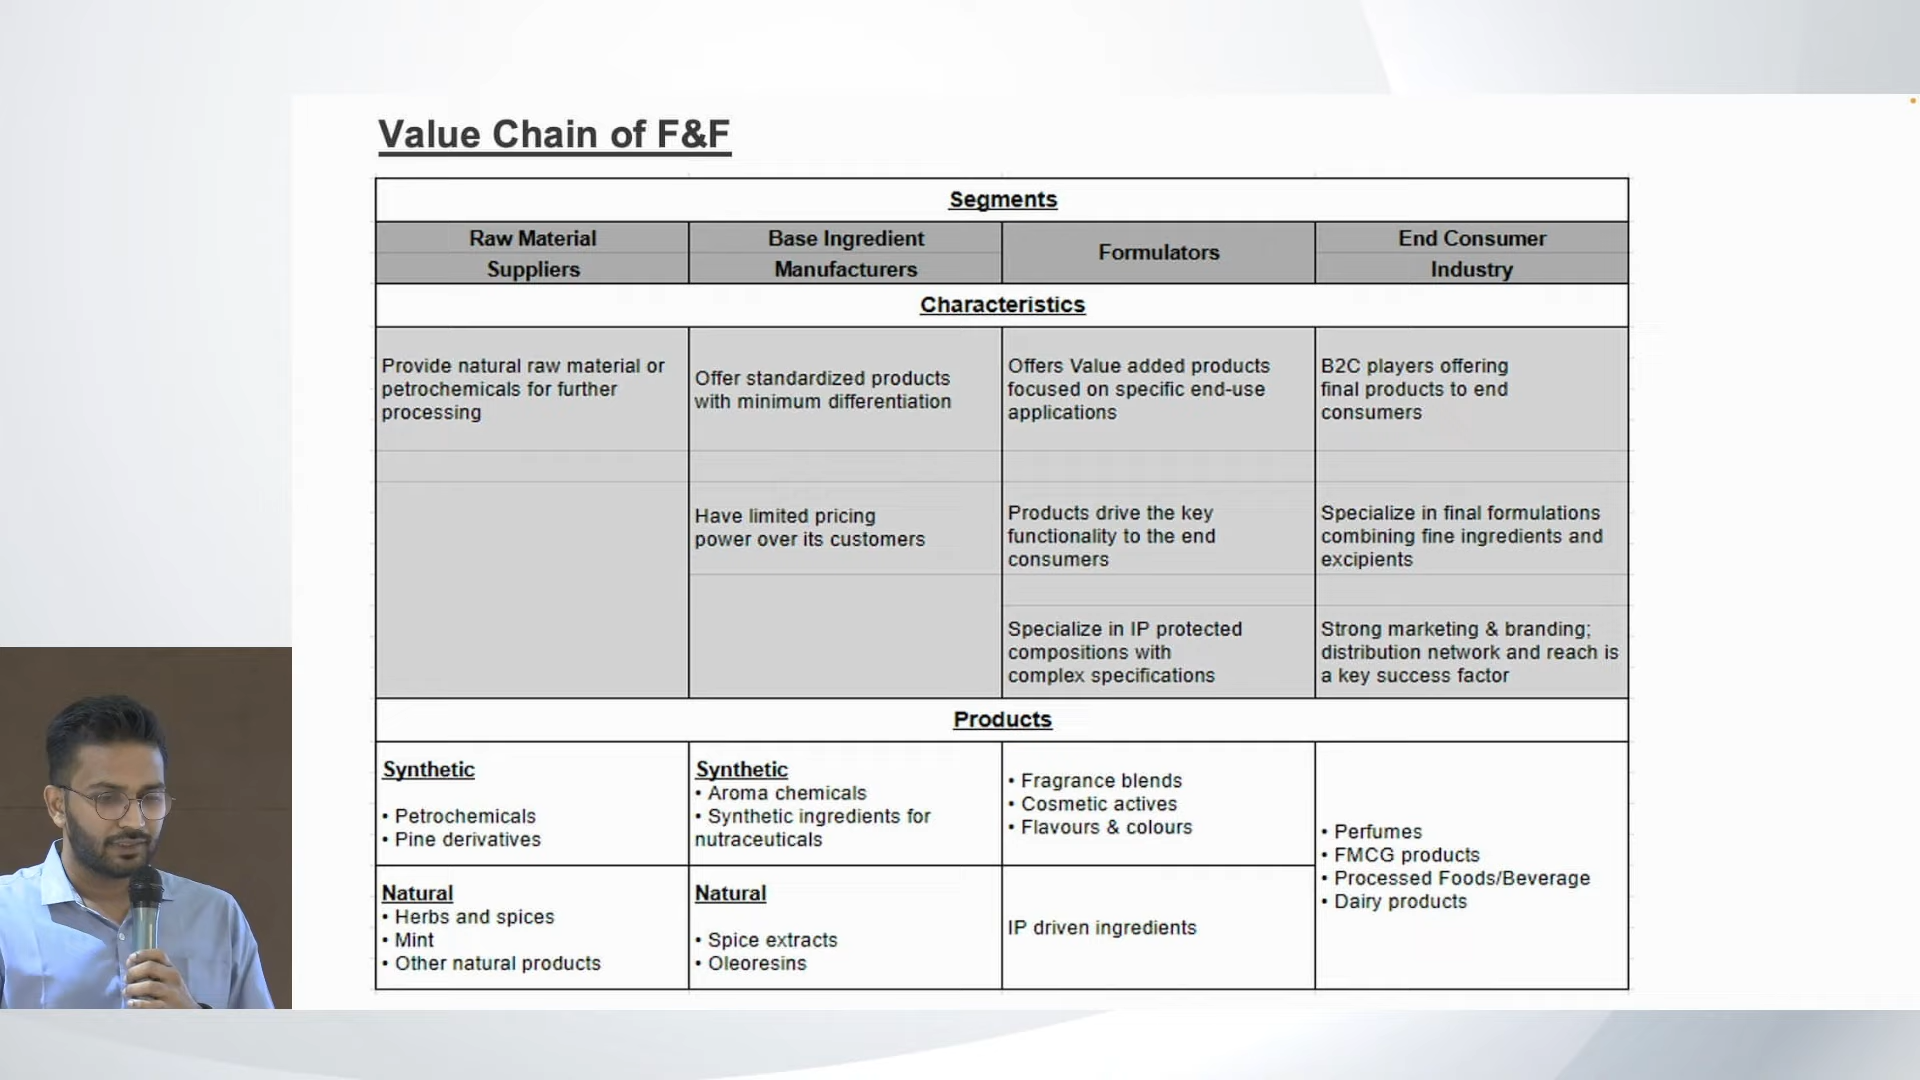 Value Chain of F&F
Segments
Raw Material
Suppliers
Base Ingredient
Manufacturers
Formulators
End Consumer
Industry
Characteristics
Provide natural raw material or
petrochemicals for further
processing
Offer standardized products
with minimum differentiation
Offers Value added products
focused on specific end-use
applications
B2C players offering
final products to end
consumers
Have limited pricing
power over its customers
Products drive the key
functionality to the end
consumers
Specialize in final formulations
combining fine ingredients and
excipients
Specialize in IP protected
compositions with
complex specifications
Strong marketing & branding;
distribution network and reach is
a key success factor
Products
Synthetic
• Petrochemicals
• Pine derivatives
Synthetic
• Aroma chemicals
• Synthetic ingredients for
nutraceuticals
• Fragrance blends
• Cosmetic actives
• Flavours & colours
• Perfumes
• FMCG products
• Processed Foods/Beverage
• Dairy products
Natural
• Herbs and spices
• Mint
• Other natural products
Natural
• Spice extracts
• Oleoresins
IP driven ingredients